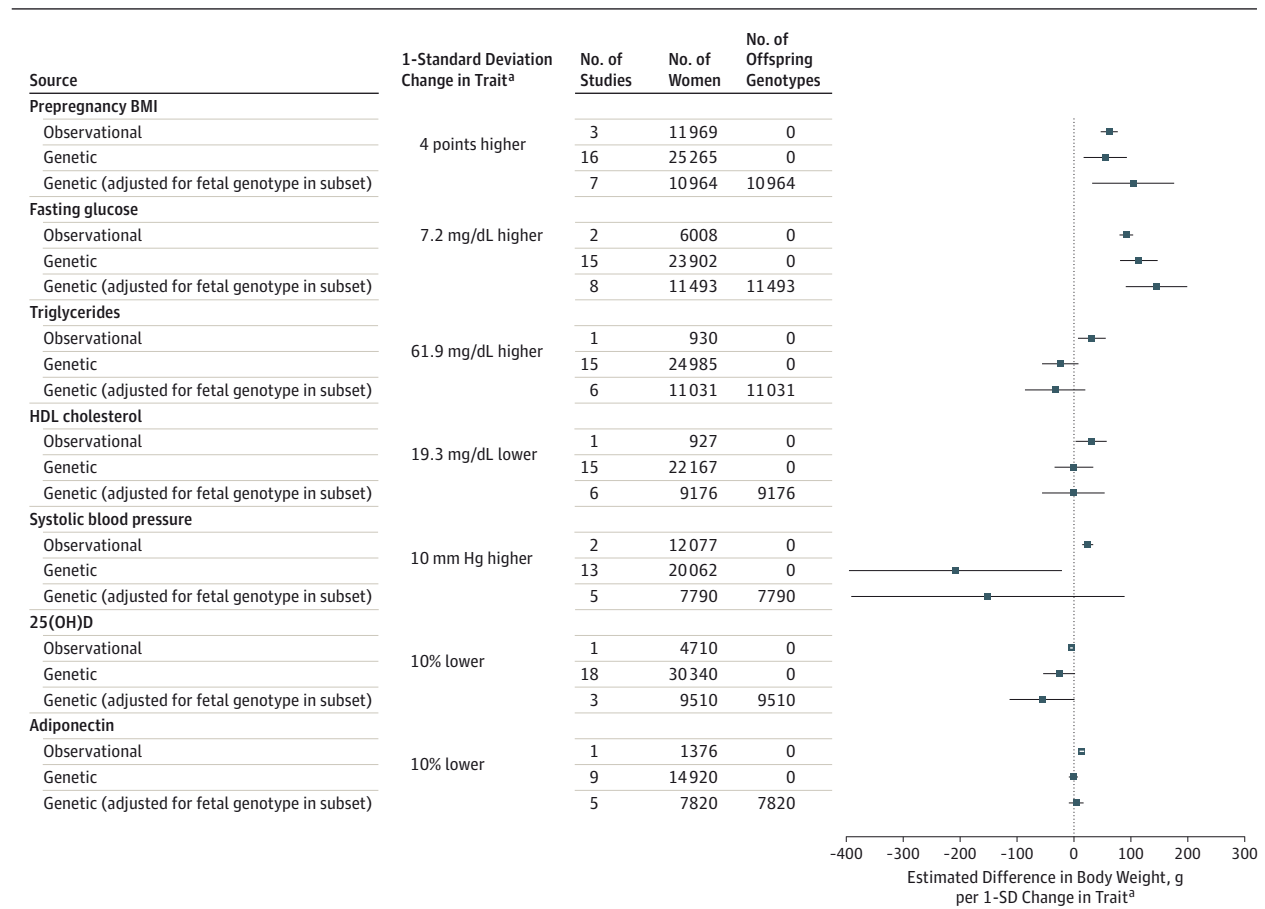 Source
1-Standard Deviation
Change in Traitᵃ
No. of
Studies
No. of
Women
No. of
Offspring
Genotypes
Prepregnancy BMI
4 points higher
Observational 3 11969 0
Genetic 16 25265 0
Genetic (adjusted for fetal genotype in subset) 7 10964 10964
Fasting glucose
7.2 mg/dL higher
Observational 2 6008 0
Genetic 15 23902 0
Genetic (adjusted for fetal genotype in subset) 8 11493 11493
Triglycerides
61.9 mg/dL higher
Observational 1 930 0
Genetic 15 24985 0
Genetic (adjusted for fetal genotype in subset) 6 11031 11031
HDL cholesterol
19.3 mg/dL lower
Observational 1 927 0
Genetic 15 22167 0
Genetic (adjusted for fetal genotype in subset) 6 9176 9176
Systolic blood pressure
10 mm Hg higher
Observational 2 12077 0
Genetic 13 20062 0
Genetic (adjusted for fetal genotype in subset) 5 7790 7790
25(OH)D
10% lower
Observational 1 4710 0
Genetic 18 30340 0
Genetic (adjusted for fetal genotype in subset) 3 9510 9510
Adiponectin
10% lower
Observational 1 1376 0
Genetic 9 14920 0
Genetic (adjusted for fetal genotype in subset) 5 7820 7820
-400 -300 -200 -100 0 100 200 300
Estimated Difference in Body Weight, g
per 1-SD Change in Traitᵃ